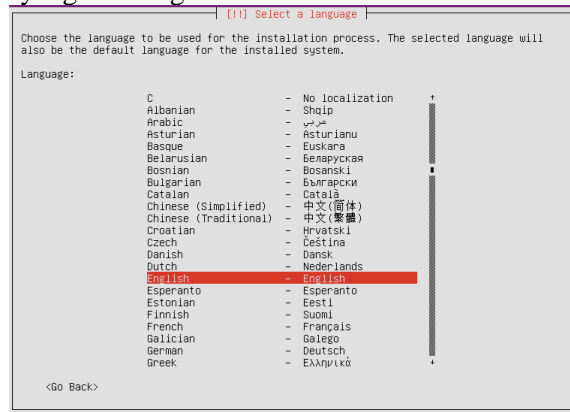 [!!] Select a language
Choose the language to be used for the installation process. The selected language will
also be the default language for the installed system.
Language:
C - No localization
Albanian - Shqip
Arabic - عربي
Asturian - Asturianu
Basque - Euskara
Belarusian - Беларуская
Bosnian - Bosanski
Bulgarian - Български
Catalan - Català
Chinese (Simplified) - 中文(简体)
Chinese (Traditional) - 中文(繁體)
Croatian - Hrvatski
Czech - Čeština
Danish - Dansk
Dutch - Nederlands
English - English
Esperanto - Esperanto
Estonian - Eesti
Finnish - Suomi
French - Français
Galician - Galego
German - Deutsch
Greek - Ελληνικά
<Go Back>